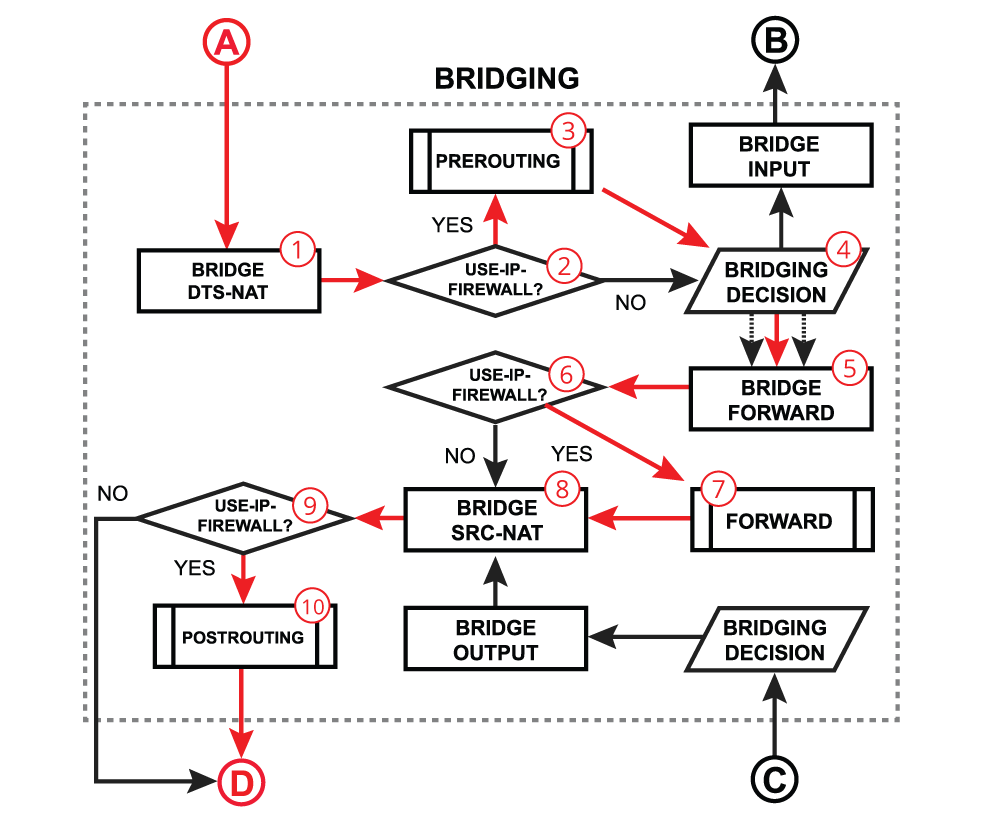 A
B
BRIDGING
3
PREROUTING
BRIDGE
INPUT
YES
1
BRIDGE
DTS-NAT
2
USE-IP-
FIREWALL?
NO
4
BRIDGING
DECISION
6
USE-IP-
FIREWALL?
5
BRIDGE
FORWARD
NO
YES
NO
9
USE-IP-
FIREWALL?
8
BRIDGE
SRC-NAT
7
FORWARD
YES
10
POSTROUTING
BRIDGE
OUTPUT
BRIDGING
DECISION
D
C